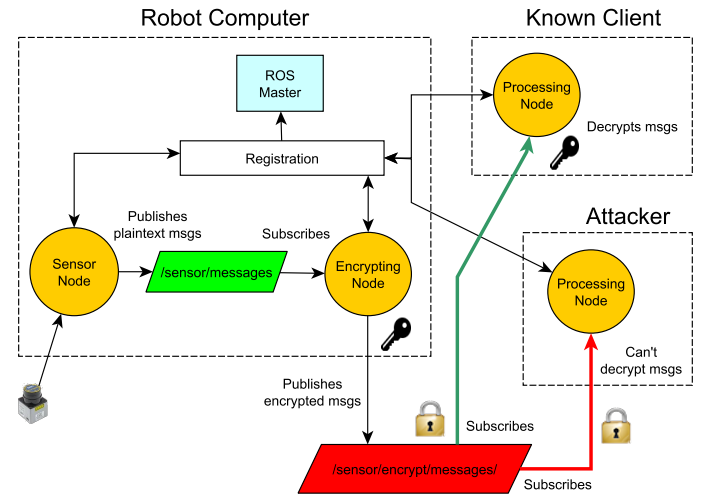 Robot Computer
Known Client
ROS
Master
Processing
Node
Decrypts msgs
Registration
Publishes
plaintext msgs
Subscribes
Attacker
Sensor
Node
/sensor/messages
Encrypting
Node
Processing
Node
Can't
decrypt msgs
Publishes
encrypted msgs
Subscribes
/sensor/encrypt/messages/
Subscribes